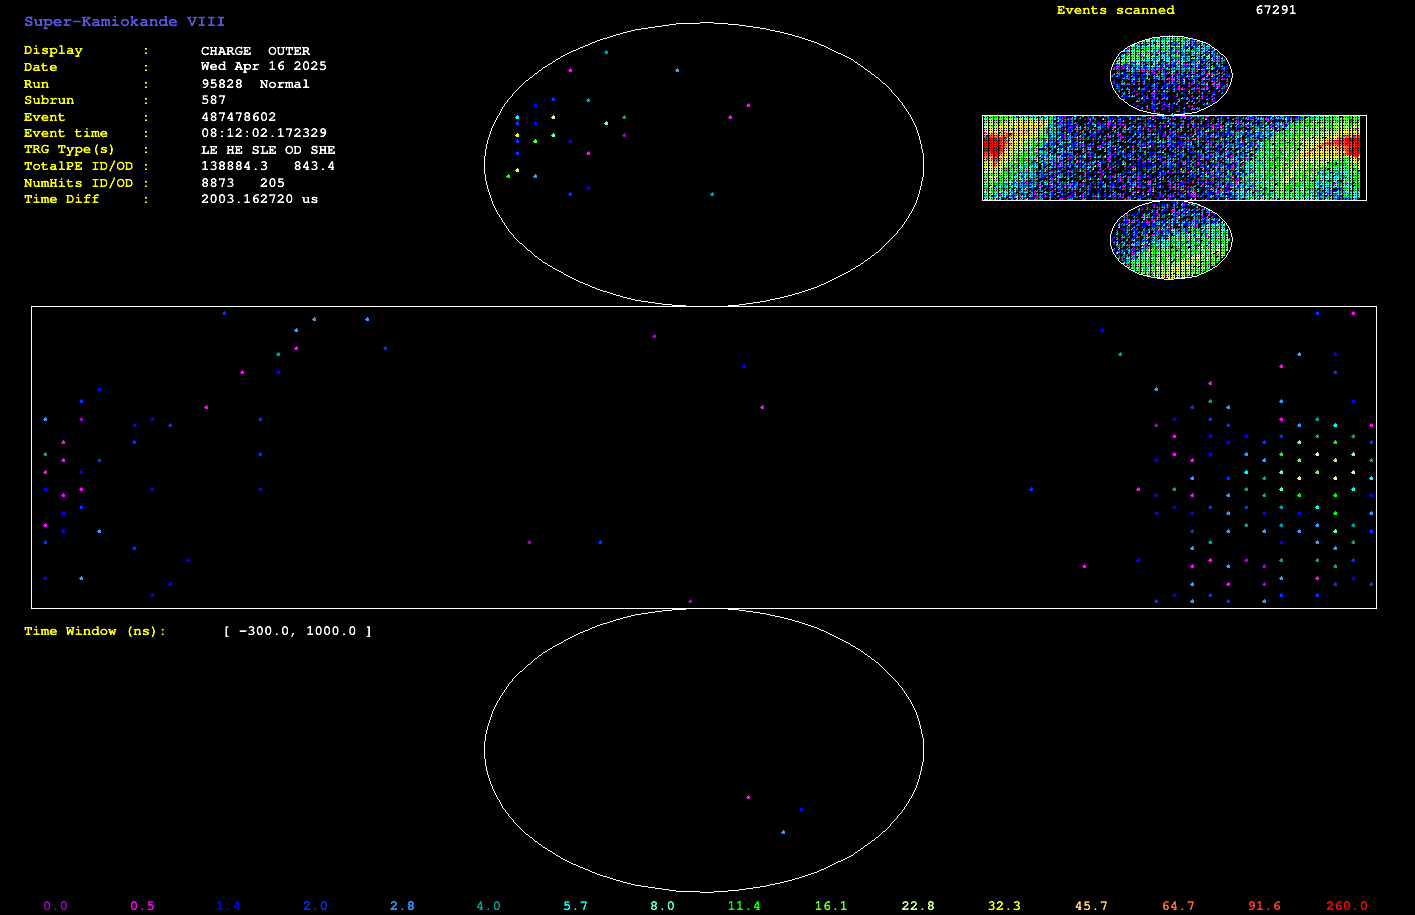 Super-Kamiokande VIII
Events scanned 67291
Display : CHARGE OUTER
Date : Wed Apr 16 2025
Run : 95828 Normal
Subrun : 587
Event : 487478602
Event time : 08:12:02.172329
TRG Type(s) : LE HE SLE OD SHE
TotalPE ID/OD : 138884.3 843.4
NumHits ID/OD : 8873 205
Time Diff : 2003.162720 us
Time Window (ns): [ -300.0, 1000.0 ]
0.0 0.5 1.4 2.0 2.8 4.0 5.7 8.0 11.4 16.1 22.8 32.3 45.7 64.7 91.6 260.0